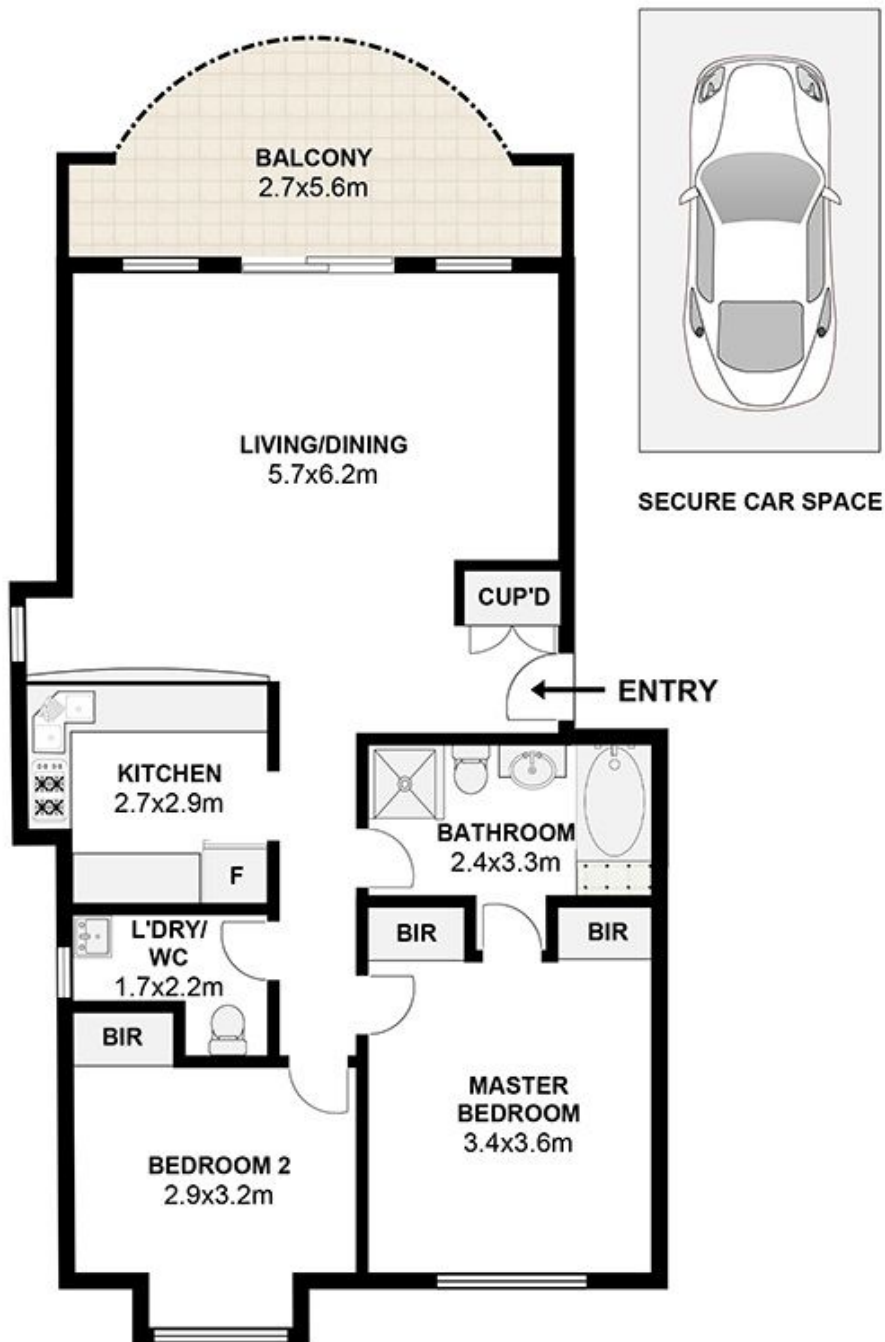 BALCONY
2.7x5.6m
LIVING/DINING
5.7x6.2m
SECURE CAR SPACE
CUP'D
ENTRY
KITCHEN
2.7x2.9m
F
BATHROOM
2.4x3.3m
L'DRY/
WC
1.7x2.2m
BIR
BIR
BIR
MASTER
BEDROOM
3.4x3.6m
BEDROOM 2
2.9x3.2m